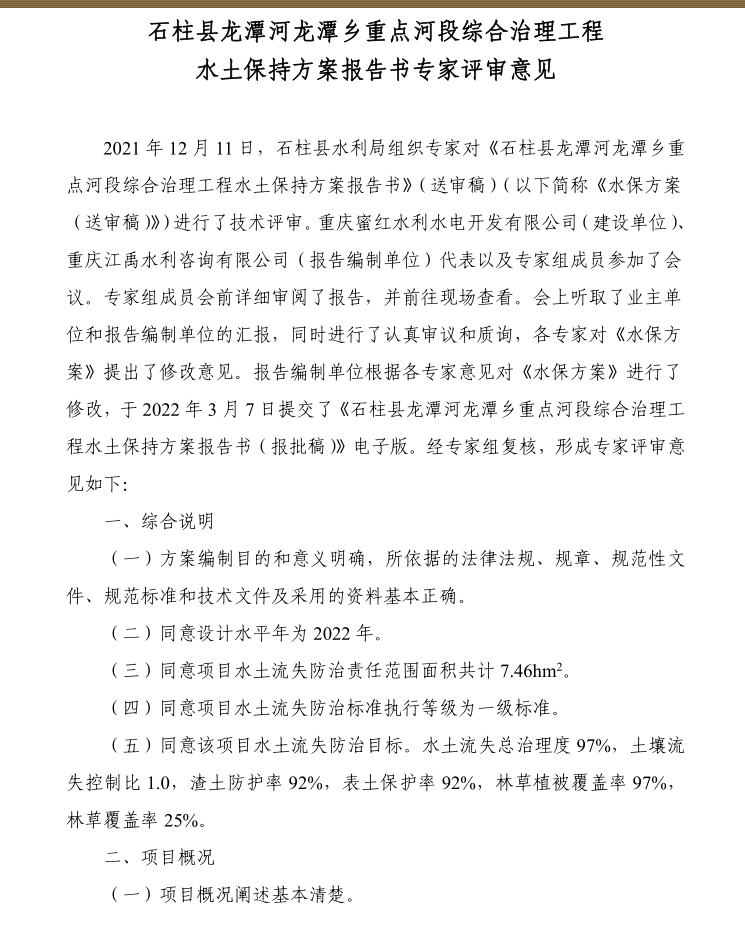 石柱县龙潭河龙潭乡重点河段综合治理工程
水土保持方案报告书专家评审意见
2021 年 12 月 11 日，石柱县水利局组织专家对《石柱县龙潭河龙潭乡重
点河段综合治理工程水土保持方案报告书》（送审稿）（以下简称《水保方案
（送审稿）》）进行了技术评审。重庆蜜红水利水电开发有限公司（建设单位）、
重庆江禹水利咨询有限公司（报告编制单位）代表以及专家组成员参加了会
议。专家组成员会前详细审阅了报告，并前往现场查看。会上听取了业主单
位和报告编制单位的汇报，同时进行了认真审议和质询，各专家对《水保方
案》提出了修改意见。报告编制单位根据各专家意见对《水保方案》进行了
修改，于 2022 年 3 月 7 日提交了《石柱县龙潭河龙潭乡重点河段综合治理工
程水土保持方案报告书（报批稿）》电子版。经专家组复核，形成专家评审意
见如下：
一、综合说明
（一）方案编制目的和意义明确，所依据的法律法规、规章、规范性文
件、规范标准和技术文件及采用的资料基本正确。
（二）同意设计水平年为 2022 年。
（三）同意项目水土流失防治责任范围面积共计 7.46hm²。
（四）同意项目水土流失防治标准执行等级为一级标准。
（五）同意该项目水土流失防治目标。水土流失总治理度 97%，土壤流
失控制比 1.0，渣土防护率 92%，表土保护率 92%，林草植被覆盖率 97%，
林草覆盖率 25%。
二、项目概况
（一）项目概况阐述基本清楚。